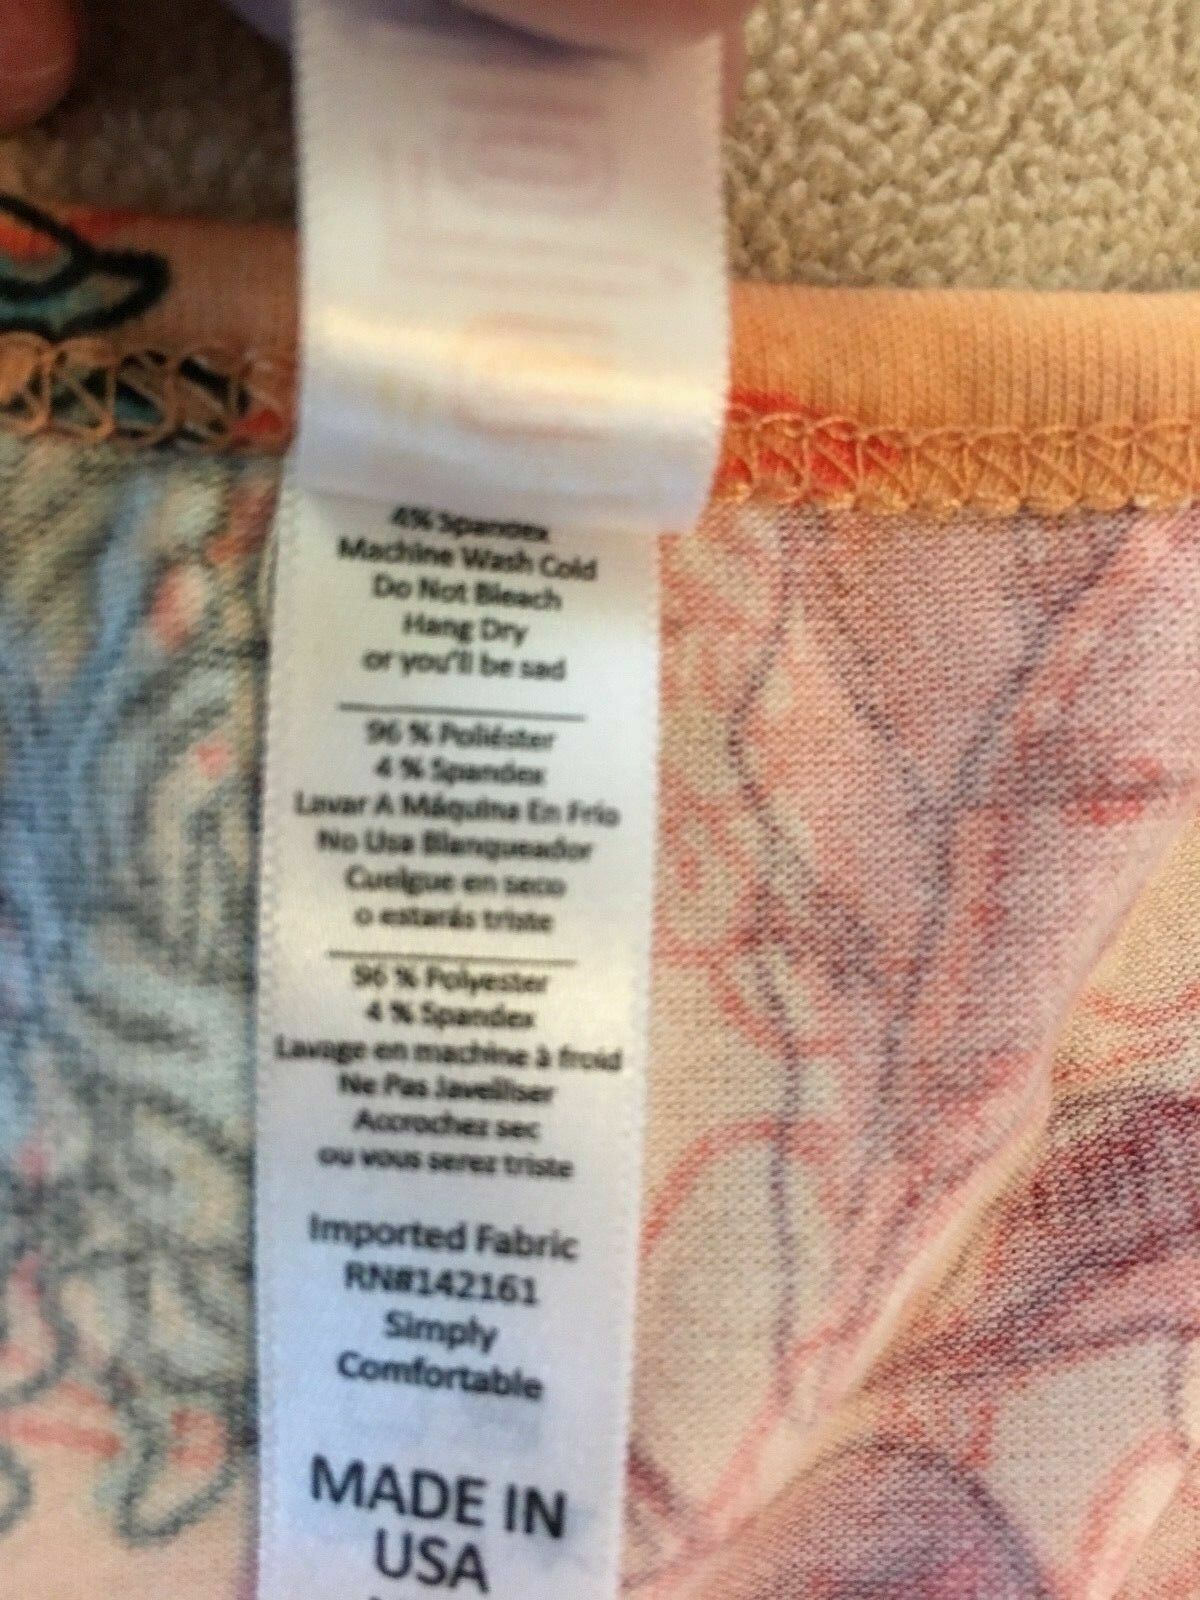 4% Spandex
Machine Wash Cold
Do Not Bleach
Hang Dry
or you'll be sad
96 % Poliéster
4 % Spandex
Lavar A Máquina En Frío
No Usa Blanqueador
Cuelgue en seco
o estarás triste
96 % Polyester
4 % Spandex
Lavage en machine à froid
Ne Pas Javelliser
Accrochez sec
ou vous serez triste
Imported Fabric
RN#142161
Simply
Comfortable
MADE IN
USA